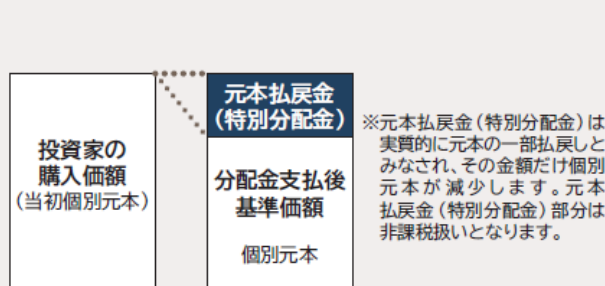 投資家の
購入価額
(当初個別元本)
元本払戻金
(特別分配金)
分配金支払後
基準価額
個別元本
※元本払戻金(特別分配金)は
実質的に元本の一部払戻しと
みなされ、その金額だけ個別
元本が減少します。元本
払戻金(特別分配金)部分は
非課税扱いとなります。